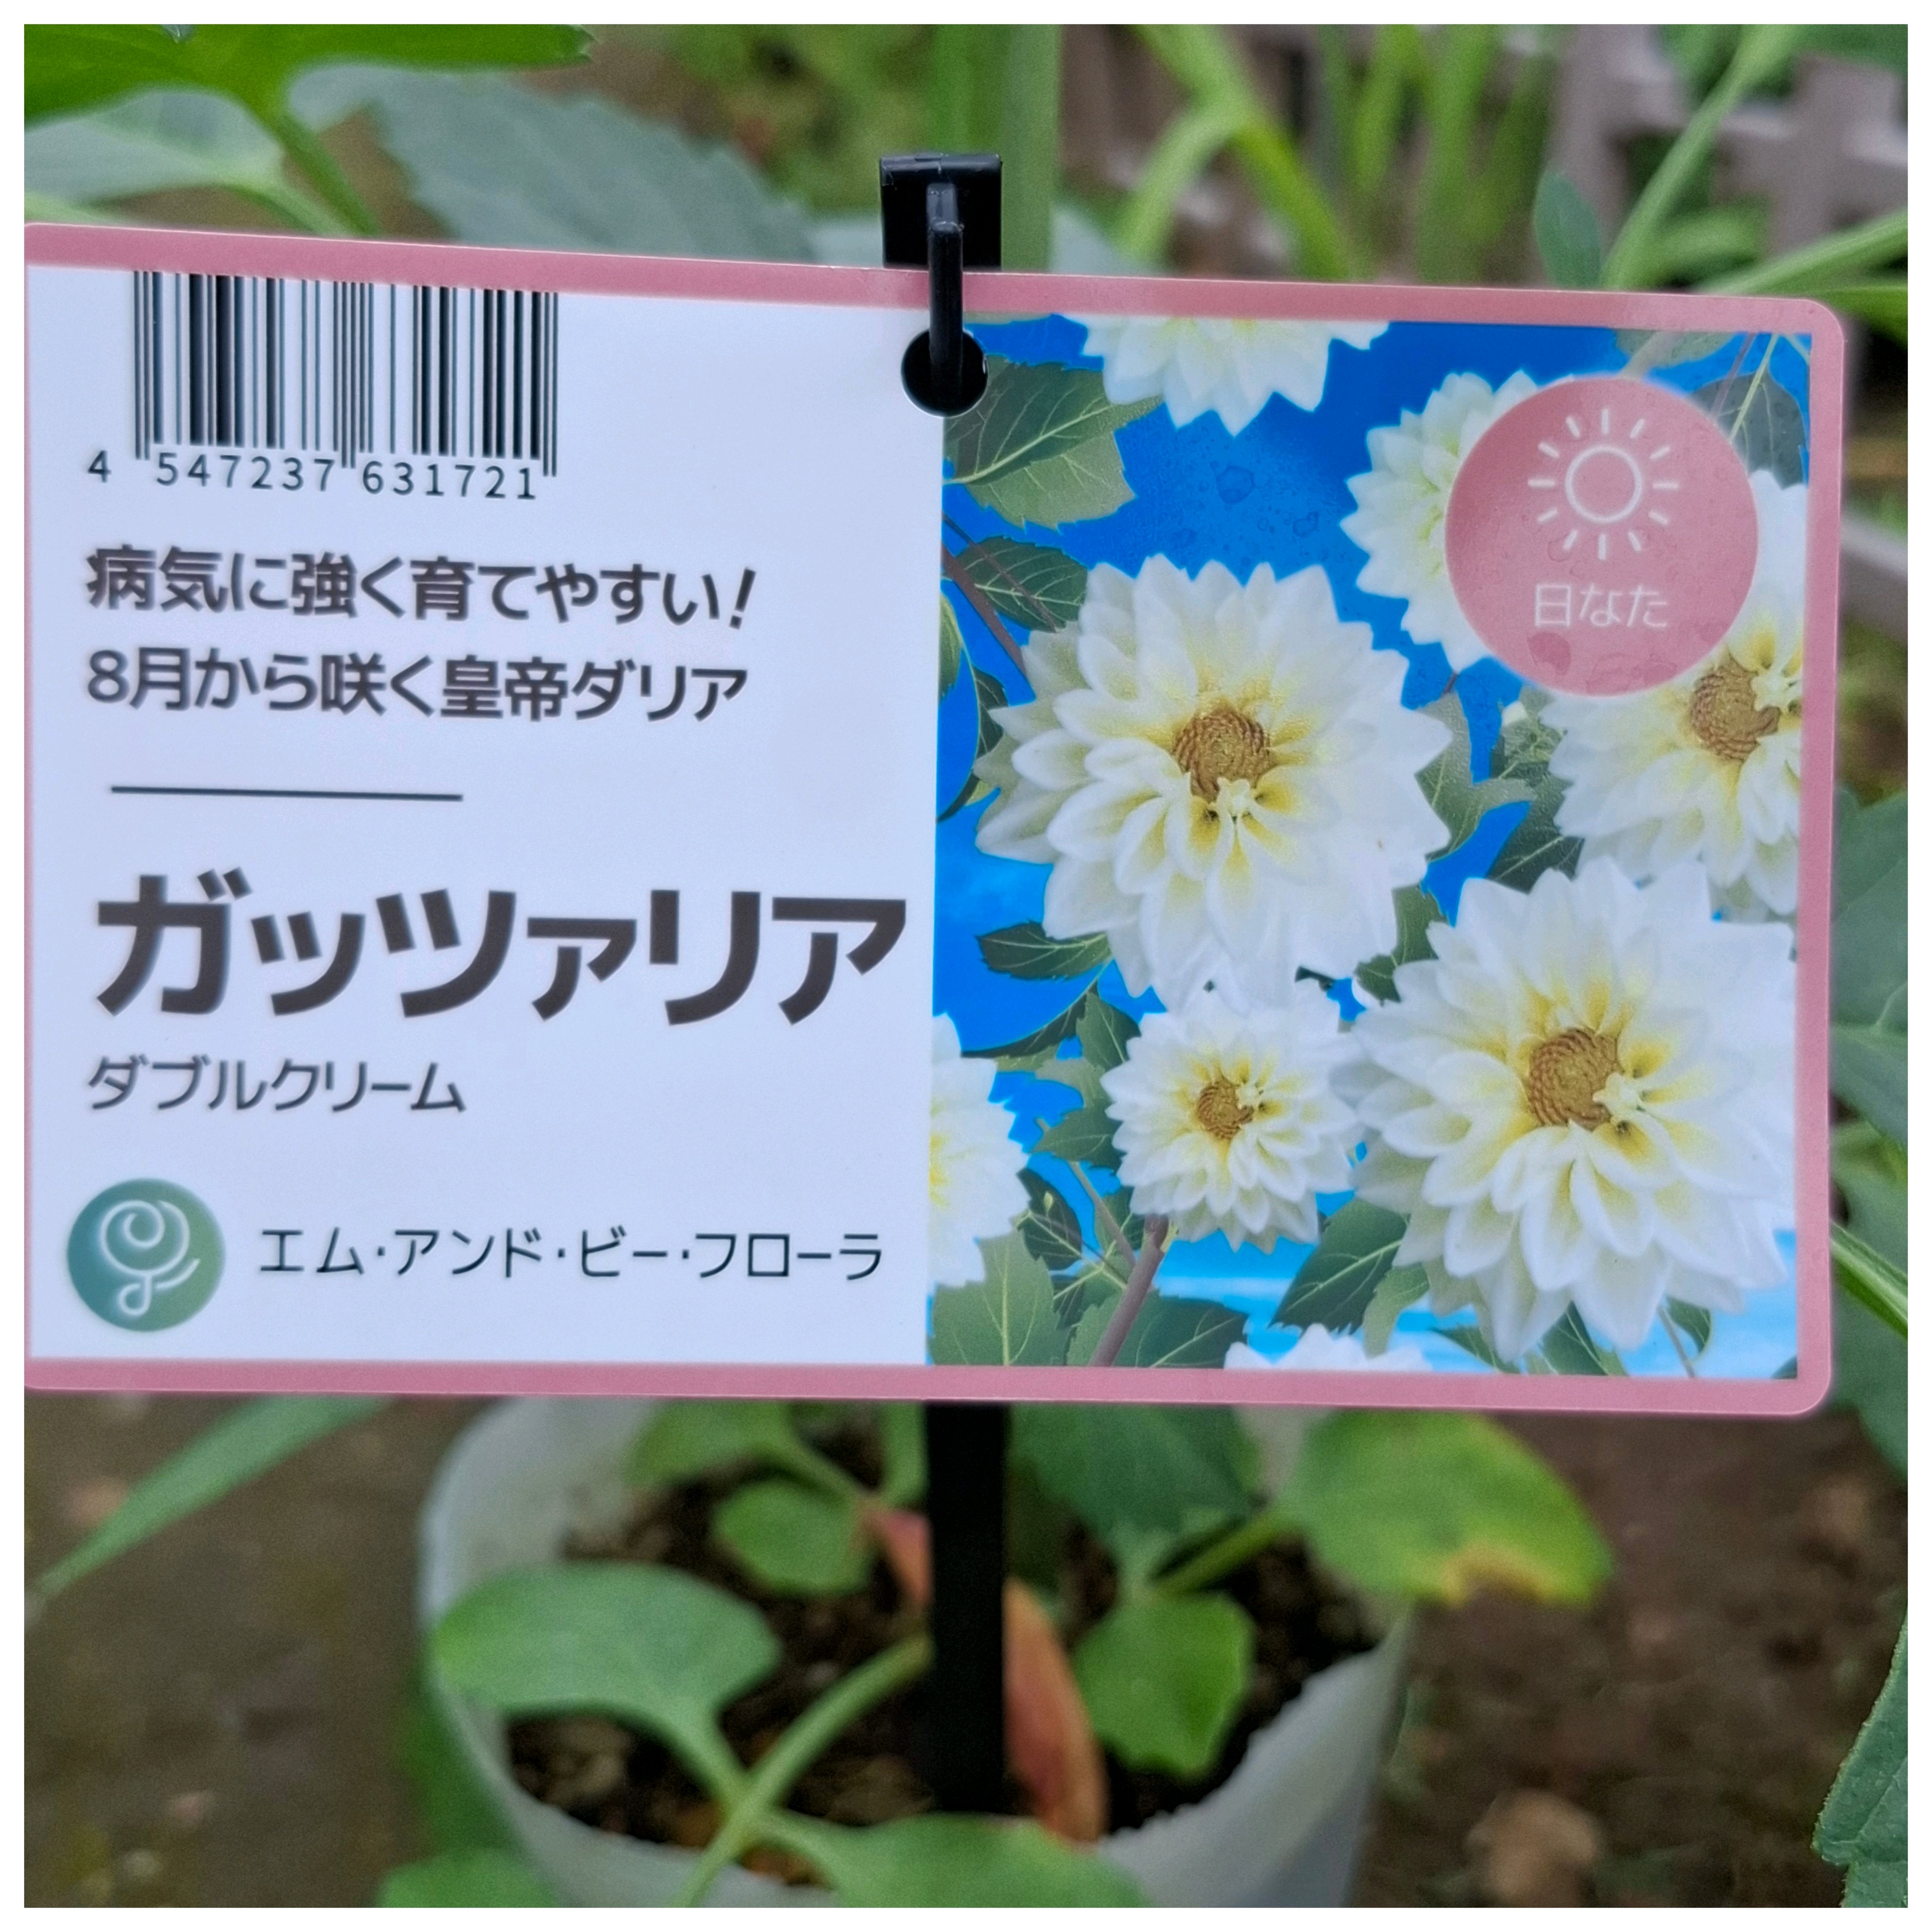 4 547237 631721
病気に強く育てやすい!
8月から咲く皇帝ダリア
ガッツァリア
ダブルクリーム
エム・アンド・ビー・フローラ
日なた